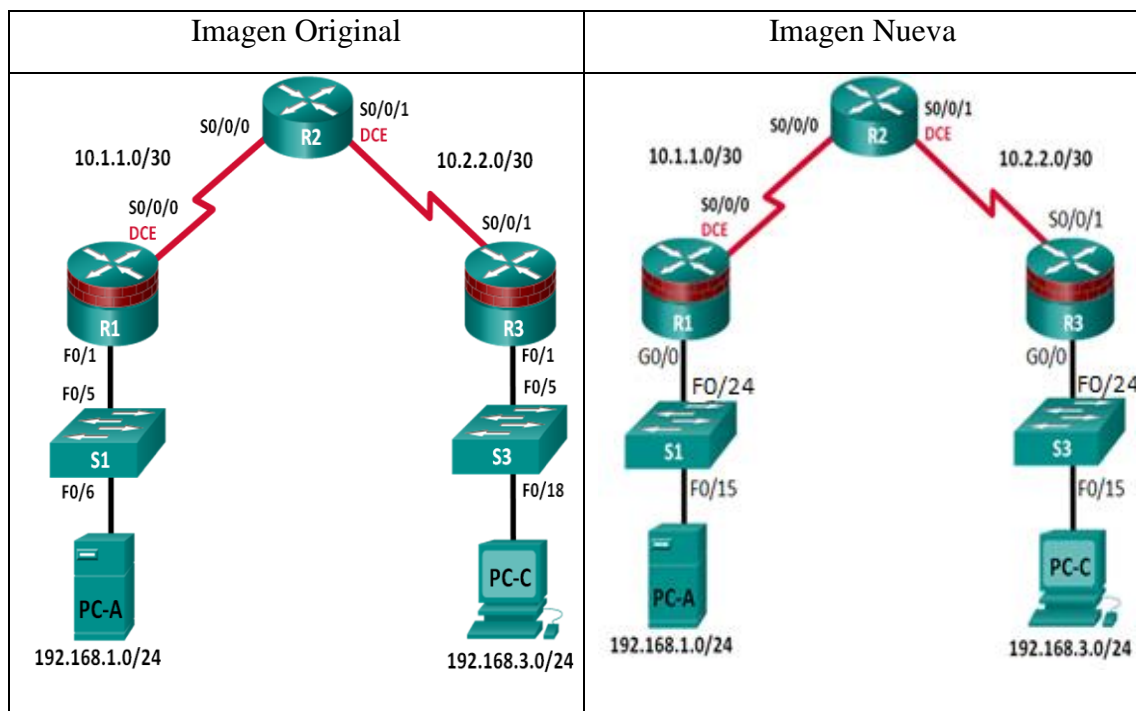 Imagen Original
S0/0/0
R2
S0/0/1
DCE
10.1.1.0/30
10.2.2.0/30
S0/0/0
DCE
S0/0/1
R1
R3
F0/1
F0/1
F0/5
F0/5
S1
S3
F0/6
F0/18
PC-A
PC-C
192.168.1.0/24
192.168.3.0/24
Imagen Nueva
S0/0/0
R2
S0/0/1
DCE
10.1.1.0/30
10.2.2.0/30
S0/0/0
DCE
S0/0/1
R1
R3
G0/0
G0/0
FO/24
FO/24
S1
S3
F0/15
F0/15
PC-A
PC-C
192.168.1.0/24
192.168.3.0/24